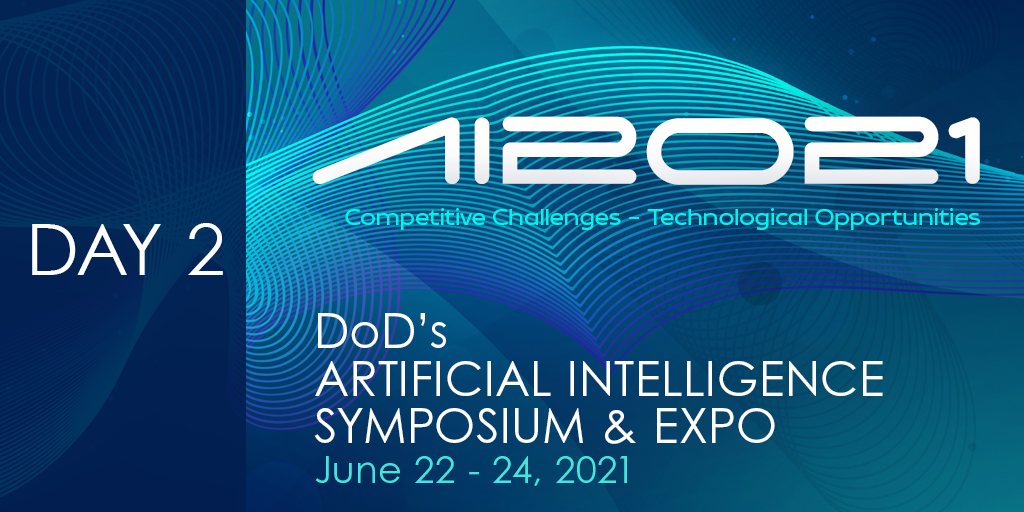 DAY 2
AI2021
Competitive Challenges – Technological Opportunities
DoD’s
ARTIFICIAL INTELLIGENCE
SYMPOSIUM & EXPO
June 22 - 24, 2021